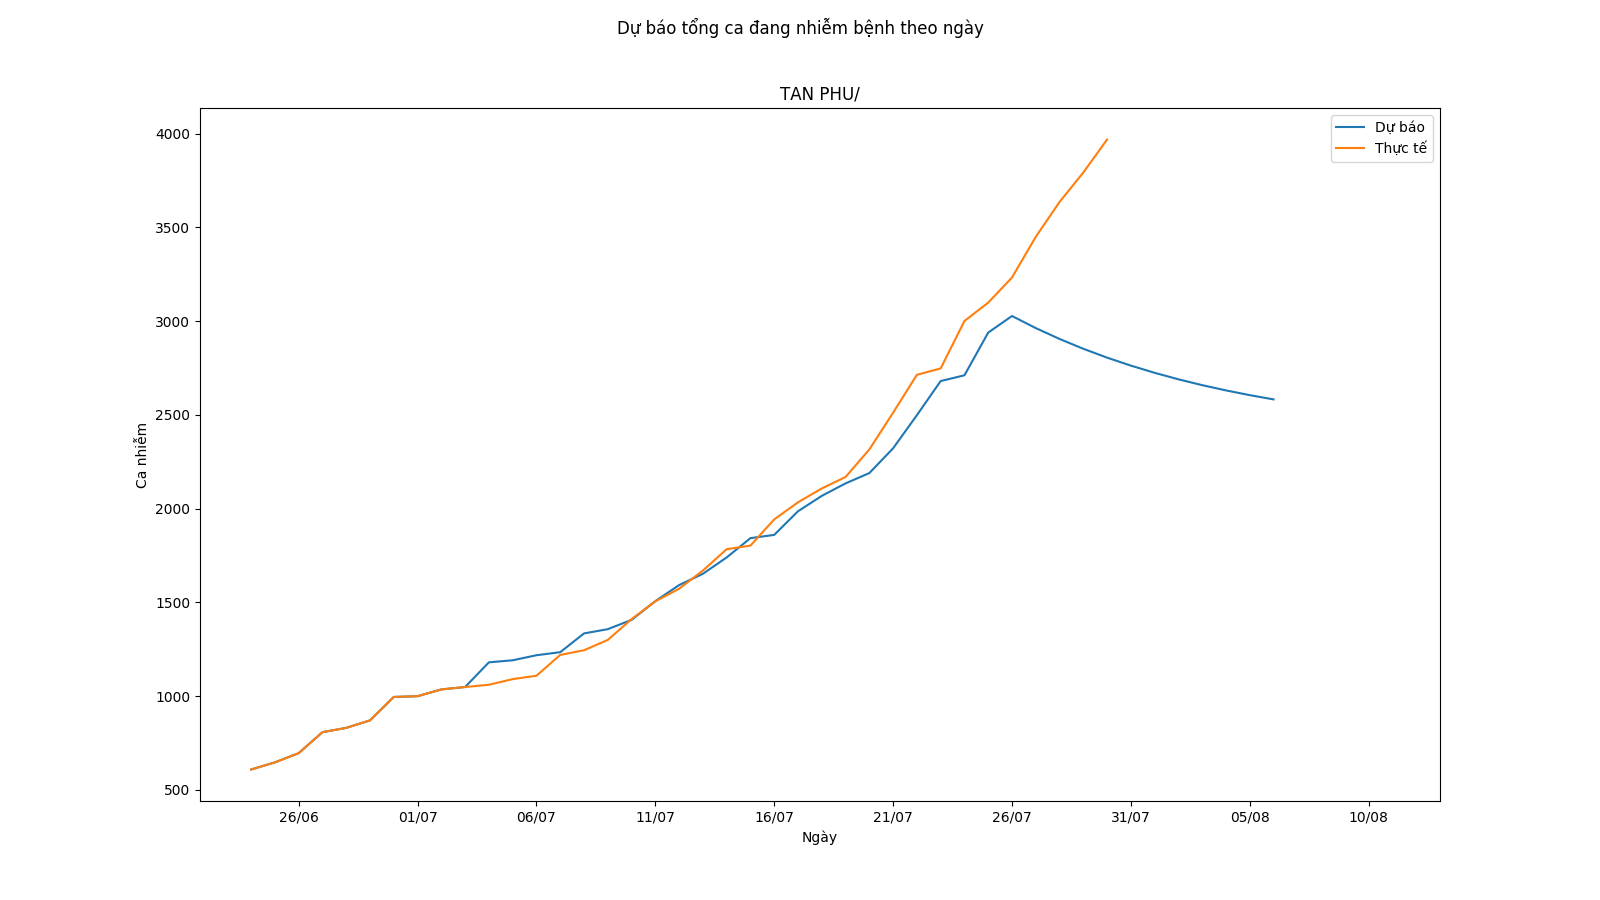 Dự báo tổng ca đang nhiễm bệnh theo ngày
TAN PHU/
Dự báo
Thực tế
4000
3500
3000
2500
2000
1500
1000
500
Ca nhiễm
26/06 01/07 06/07 11/07 16/07 21/07 26/07 31/07 05/08 10/08
Ngày